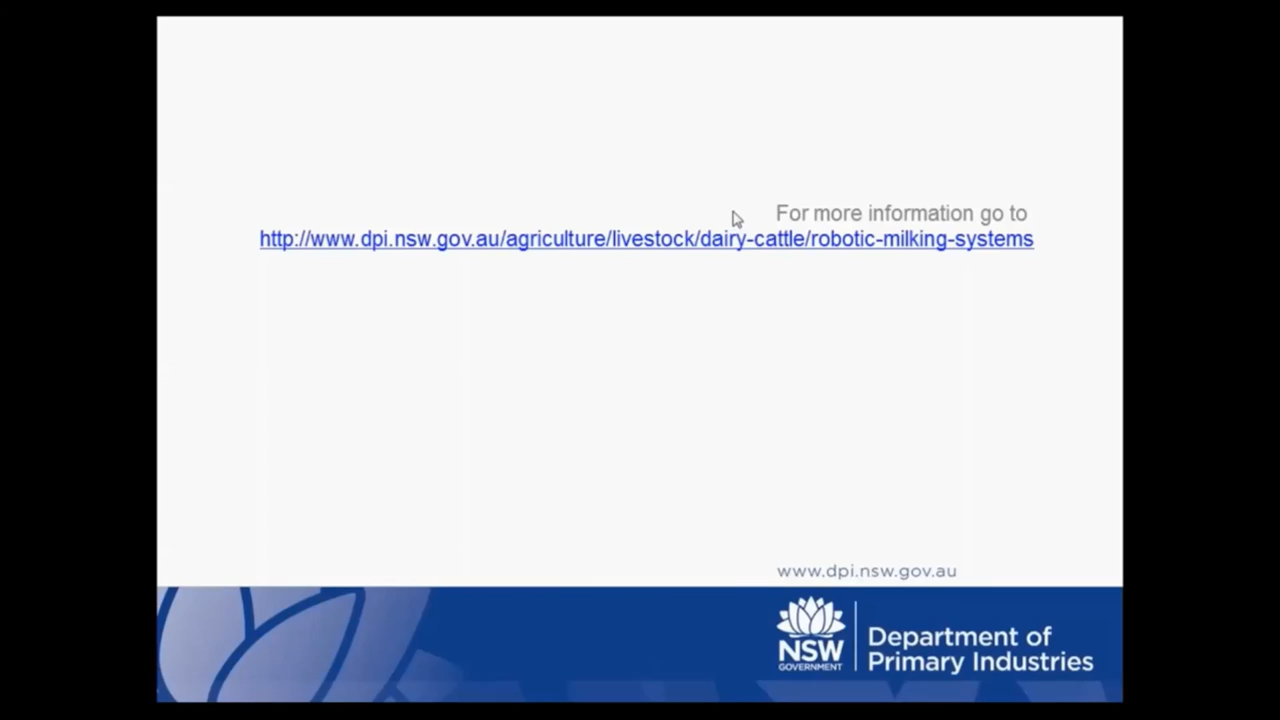 For more information go to
http://www.dpi.nsw.gov.au/agriculture/livestock/dairy-cattle/robotic-milking-systems
www.dpi.nsw.gov.au
NSW
GOVERNMENT
Department of
Primary Industries